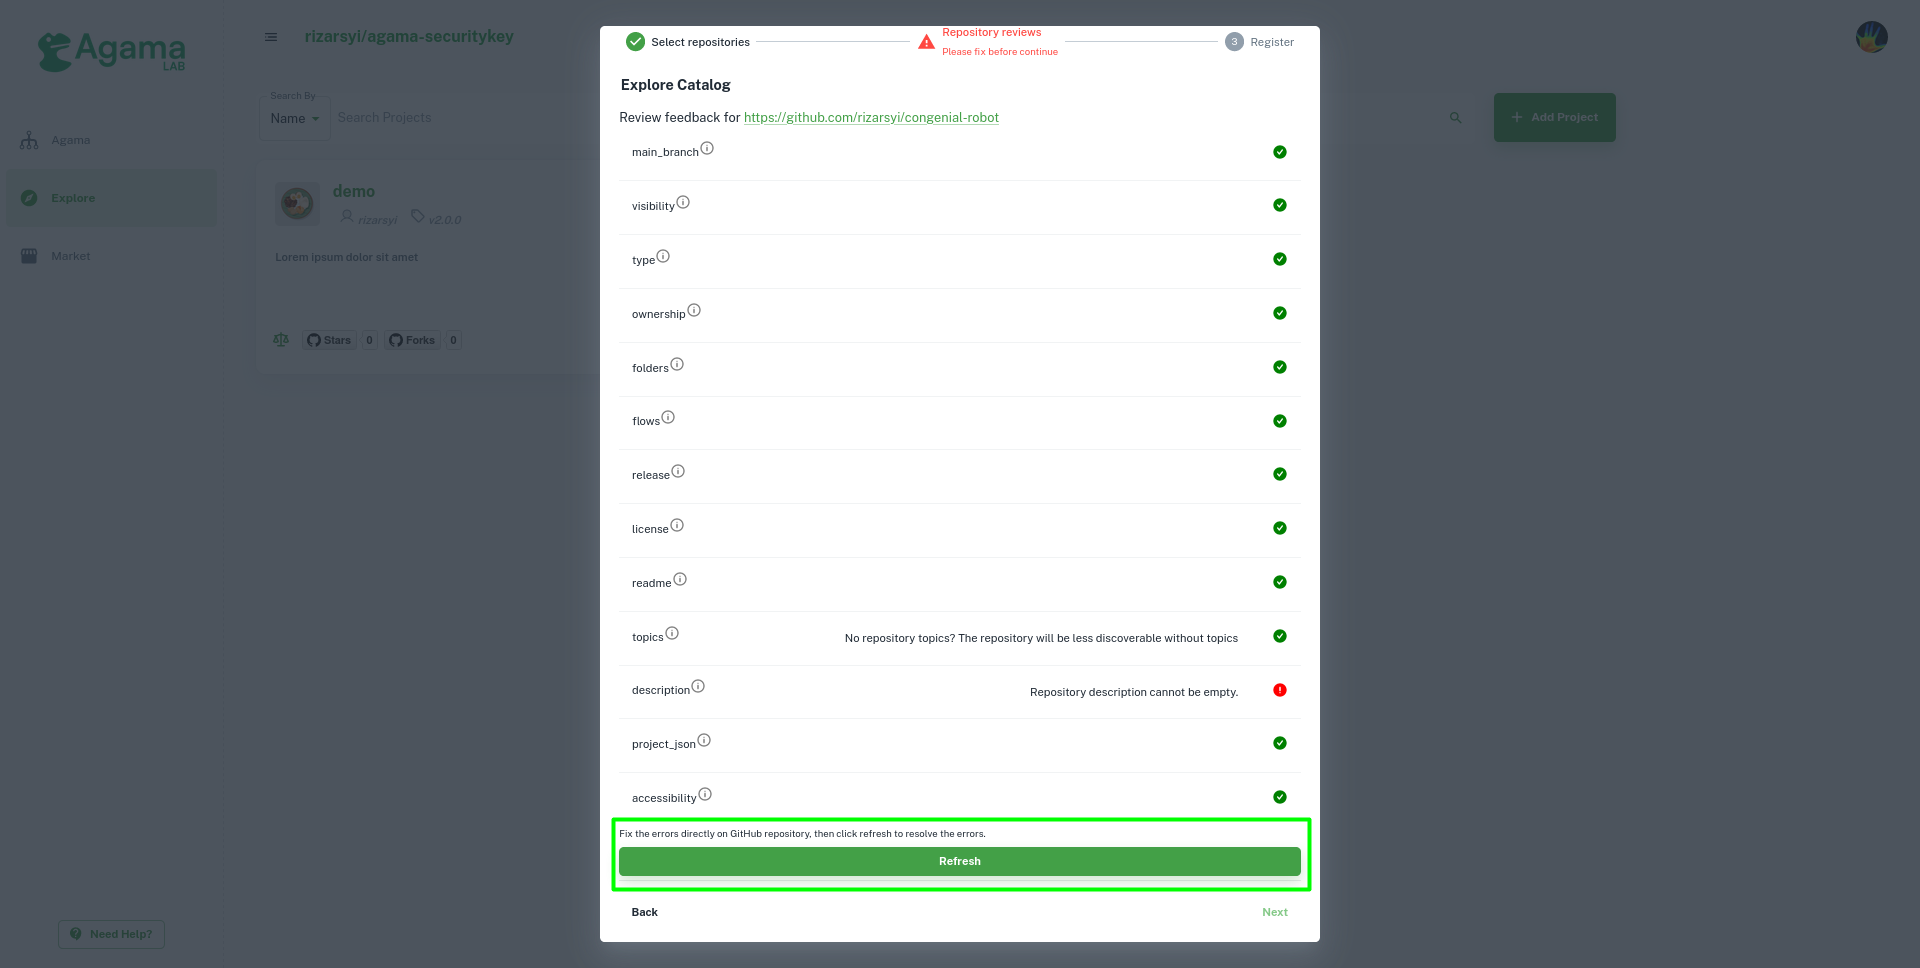 Agama
LAB
rizarsyi/agama-securitykey
Search By
Name
Search Projects
Add Project
Agama
Explore
Market
demo
rizarsyi
v2.0.0
Lorem ipsum dolor sit amet
Stars
0
Forks
0
Need Help?
Select repositories
Repository reviews
Please fix before continue
3
Register
Explore Catalog
Review feedback for https://github.com/rizarsyi/congenial-robot
main_branch
visibility
type
ownership
folders
flows
release
license
readme
topics
No repository topics? The repository will be less discoverable without topics
description
Repository description cannot be empty.
project_json
accessibility
Fix the errors directly on GitHub repository, then click refresh to resolve the errors.
Refresh
Back
Next